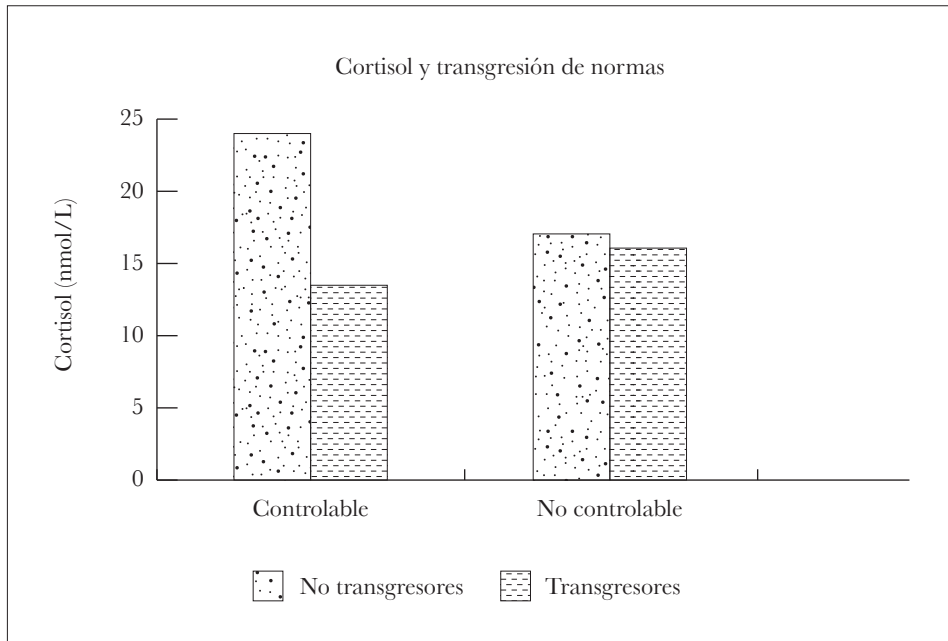 Cortisol y transgresión de normas
25
20
15
10
5
0
Cortisol (nmol/L)
Controlable
No controlable
No transgresores
Transgresores